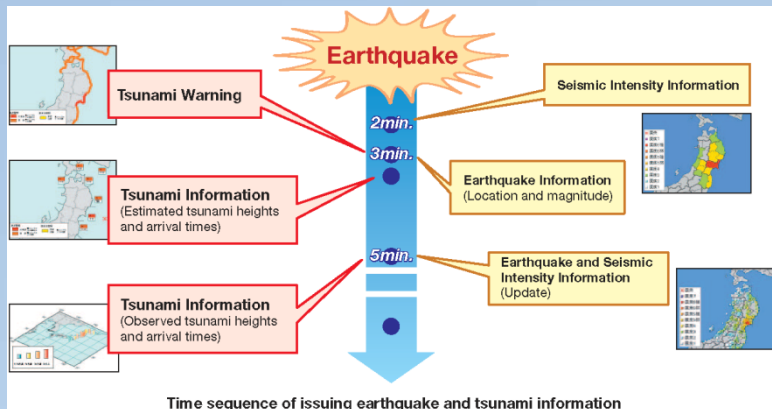 Earthquake
Tsunami Warning
Seismic Intensity Information
2min.
3min.
Tsunami Information
(Estimated tsunami heights
and arrival times)
Earthquake Information
(Location and magnitude)
5min.
Earthquake and Seismic
Intensity Information
(Update)
Tsunami Information
(Observed tsunami heights
and arrival times)
Time sequence of issuing earthquake and tsunami information